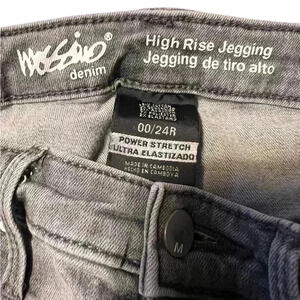 mossimo
denim
High Rise Jegging
Jegging de tiro alto
00/24R
POWER STRETCH
ULTRA ELASTIZADO
MADE IN CAMBODIA
HECHO EN CAMBOYA
M